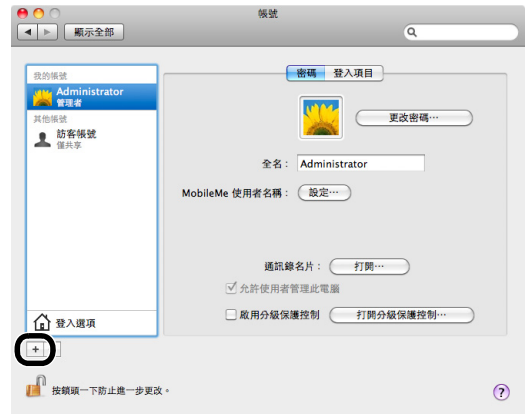 帳號
顯示全部
密碼 登入項目
我的帳號
Administrator
管理者
其他帳號
訪客帳號
僅共享
更改密碼…
全名： Administrator
MobileMe 使用者名稱： 設定…
通訊錄名片： 打開…
允許使用者管理此電腦
啟用分級保護控制 打開分級保護控制…
登入選項
+
按鎖頭一下防止進一步更改。
?